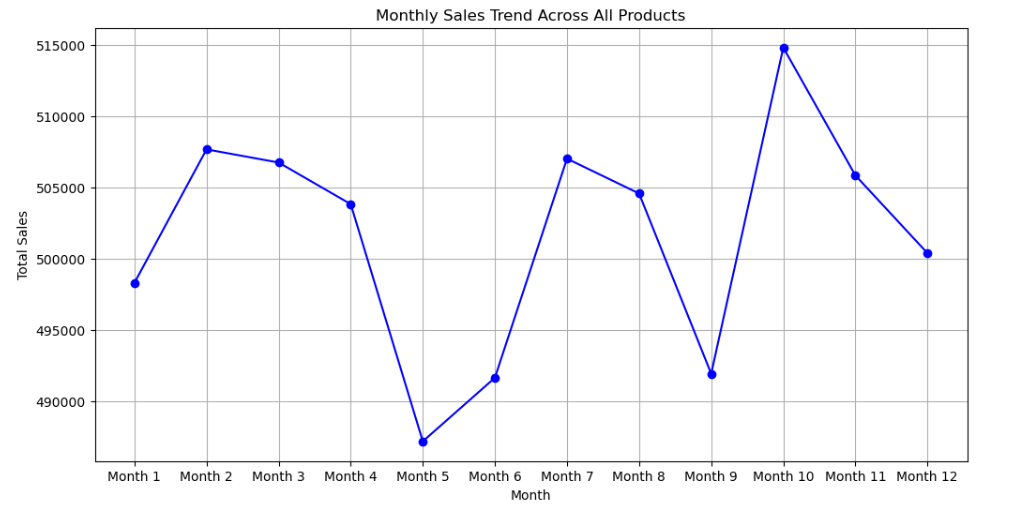 Monthly Sales Trend Across All Products
Total Sales
515000
510000
505000
500000
495000
490000
Month 1 Month 2 Month 3 Month 4 Month 5 Month 6 Month 7 Month 8 Month 9 Month 10 Month 11 Month 12
Month